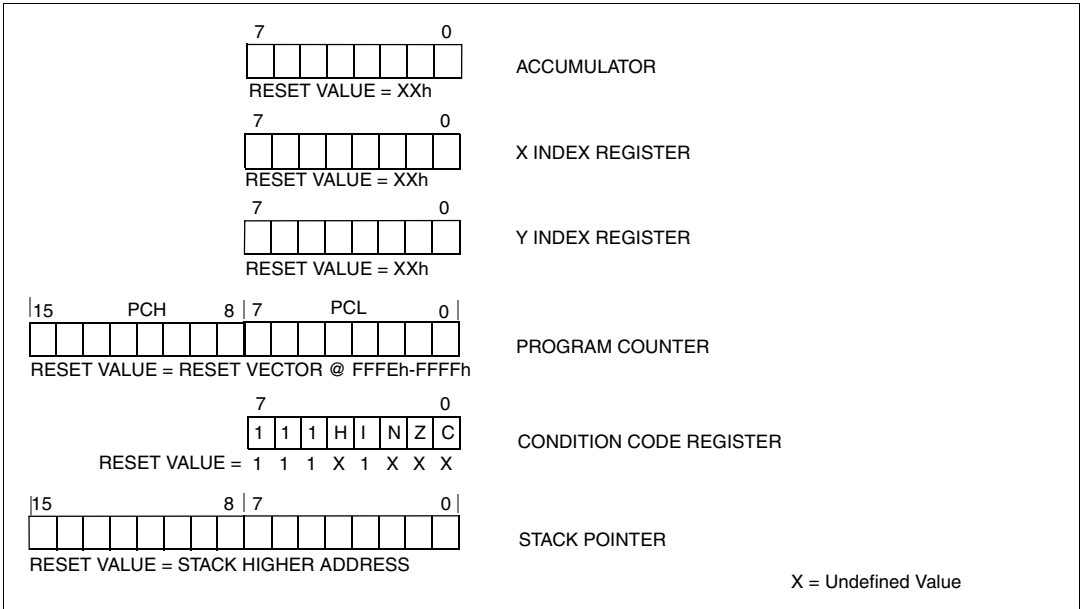 7 0
ACCUMULATOR
RESET VALUE = XXh
7 0
X INDEX REGISTER
RESET VALUE = XXh
7 0
Y INDEX REGISTER
RESET VALUE = XXh
15 PCH 8 7 PCL 0
PROGRAM COUNTER
RESET VALUE = RESET VECTOR @ FFFEh-FFFFh
7 0
1 1 1 H I N Z C
CONDITION CODE REGISTER
RESET VALUE = 1 1 1 X 1 X X X
15 8 7 0
STACK POINTER
RESET VALUE = STACK HIGHER ADDRESS
X = Undefined Value